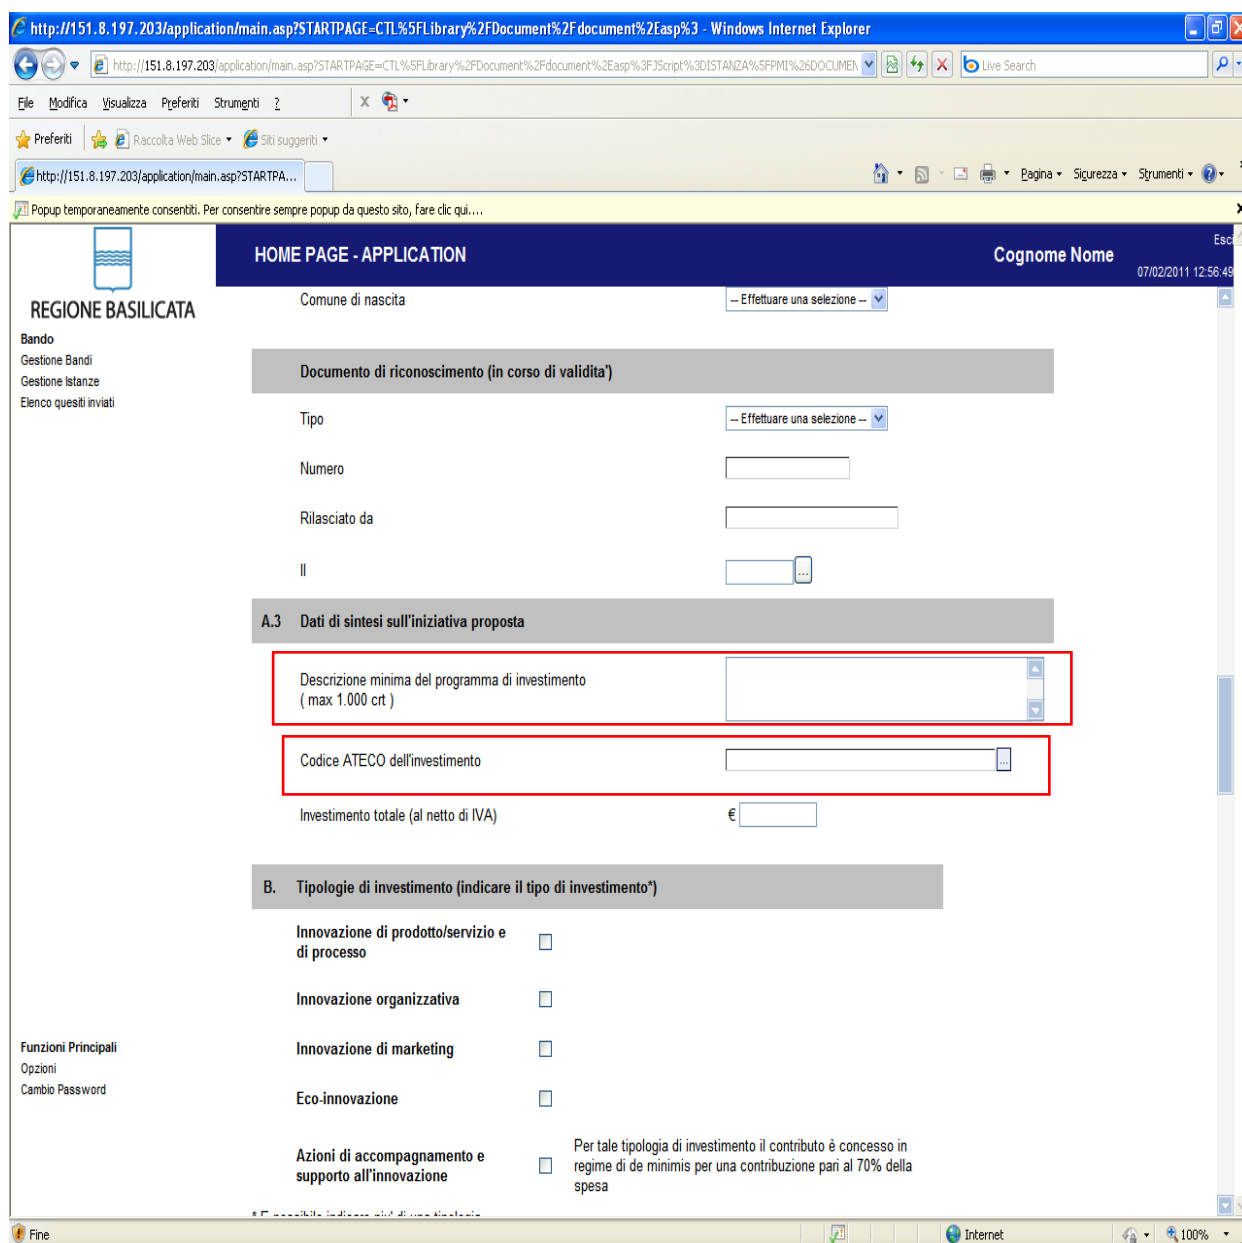 http://151.8.197.203/application/main.asp?STARTPAGE=CTL%5FLibrary%2FDocument%2Fdocument%2Easp%3 - Windows Internet Explorer
http://151.8.197.203/application/main.asp?STARTPAGE=CTL%5FLibrary%2FDocument%2Fdocument%2Easp%3FJScript%3DISTANZA%5FPMI%26DOCUMEN
Live Search
File Modifica Visualizza Preferiti Strumenti ?
Preferiti Raccolta Web Slice Siti suggeriti
http://151.8.197.203/application/main.asp?STARTPA...
Pagina Sicurezza Strumenti
Popup temporaneamente consentiti. Per consentire sempre popup da questo sito, fare clic qui....
HOME PAGE - APPLICATION
Cognome Nome
Esci
07/02/2011 12:56:49
REGIONE BASILICATA
Bando
Gestione Bandi
Gestione Istanze
Elenco quesiti inviati
Funzioni Principali
Opzioni
Cambio Password
Comune di nascita -- Effettuare una selezione --
Documento di riconoscimento (in corso di validita')
Tipo -- Effettuare una selezione --
Numero
Rilasciato da
Il ...
A.3 Dati di sintesi sull'iniziativa proposta
Descrizione minima del programma di investimento
( max 1.000 crt )
Codice ATECO dell'investimento ...
Investimento totale (al netto di IVA) €
B. Tipologie di investimento (indicare il tipo di investimento*)
Innovazione di prodotto/servizio e
di processo
Innovazione organizzativa
Innovazione di marketing
Eco-innovazione
Azioni di accompagnamento e
supporto all'innovazione
Per tale tipologia di investimento il contributo è concesso in
regime di de minimis per una contribuzione pari al 70% della
spesa
* E possibile indicare piu' di una tipologia
Fine
Internet
100%